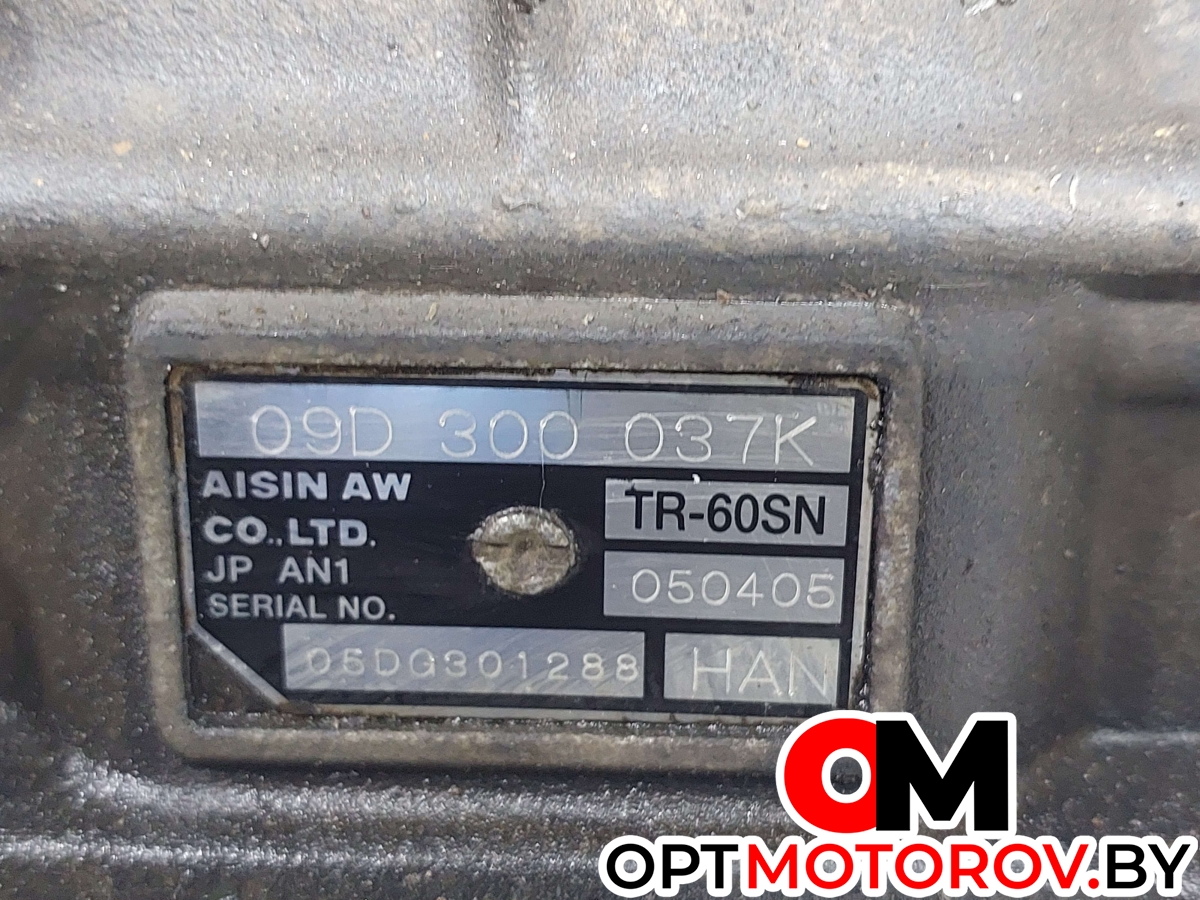 09D 300 037K
AISIN AW
CO.,LTD.
TR-60SN
JP AN1
050405
SERIAL NO.
05DG301288
HAN
OM
OPTMOTOROV.BY